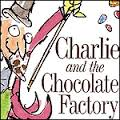 Charlie
and the
Chocolate
Factory